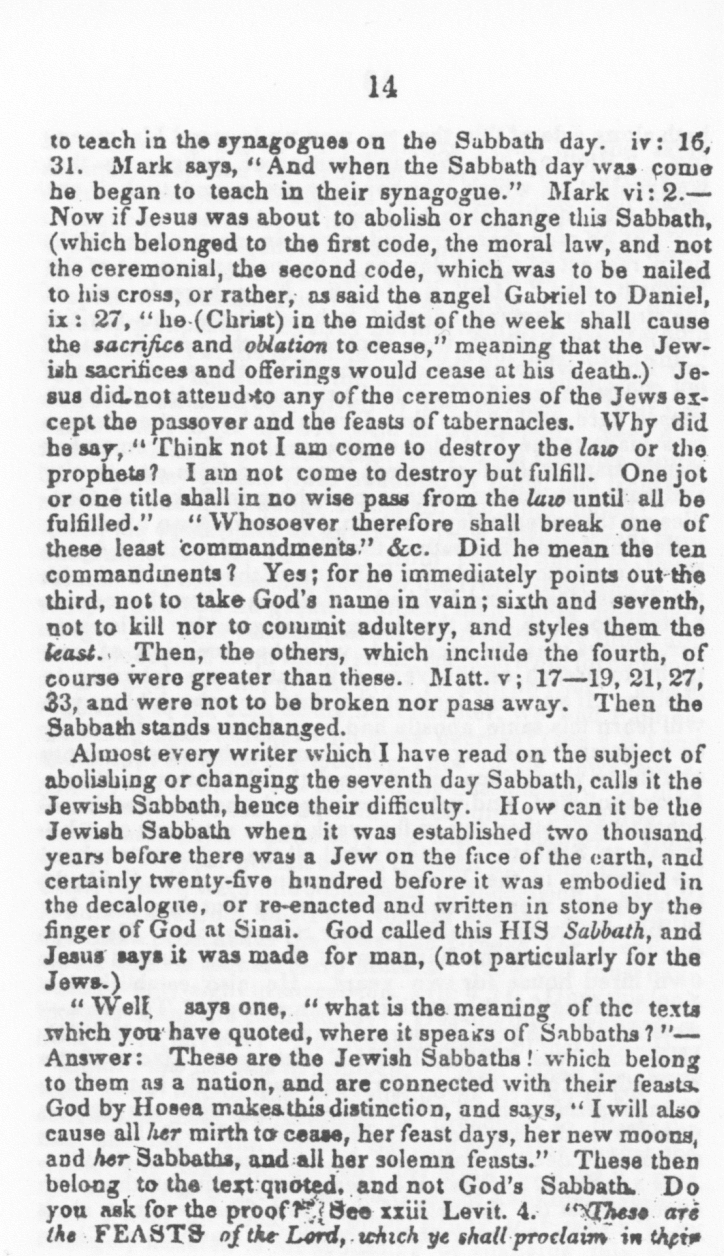 14
to teach in the synagogues on the Sabbath day. iv: 16,
31. Mark says, "And when the Sabbath day was come
he began to teach in their synagogue." Mark vi: 2.—
Now if Jesus was about to abolish or change this Sabbath,
(which belonged to the first code, the moral law, and not
the ceremonial, the second code, which was to be nailed
to his cross, or rather, as said the angel Gabriel to Daniel,
ix: 27, "he (Christ) in the midst of the week shall cause
the sacrifice and oblation to cease," meaning that the Jew-
ish sacrifices and offerings would cease at his death.) Je-
sus did not attend to any of the ceremonies of the Jews ex-
cept the passover and the feasts of tabernacles. Why did
he say, "Think not I am come to destroy the law or the
prophets? I am not come to destroy but fulfill. One jot
or one title shall in no wise pass from the law until all be
fulfilled." "Whosoever therefore shall break one of
these least commandments." &c. Did he mean the ten
commandments? Yes; for he immediately points out the
third, not to take God's name in vain; sixth and seventh,
not to kill nor to commit adultery, and styles them the
least. Then, the others, which include the fourth, of
course were greater than these. Matt. v; 17—19, 21, 27,
33, and were not to be broken nor pass away. Then the
Sabbath stands unchanged.
Almost every writer which I have read on the subject of
abolishing or changing the seventh day Sabbath, calls it the
Jewish Sabbath, hence their difficulty. How can it be the
Jewish Sabbath when it was established two thousand
years before there was a Jew on the face of the earth, and
certainly twenty-five hundred before it was embodied in
the decalogue, or re-enacted and written in stone by the
finger of God at Sinai. God called this HIS Sabbath, and
Jesus says it was made for man, (not particularly for the
Jews.)
"Well, says one, "what is the meaning of the texts
which you have quoted, where it speaks of Sabbaths?"—
Answer: These are the Jewish Sabbaths! which belong
to them as a nation, and are connected with their feasts.
God by Hosea makes this distinction, and says, "I will also
cause all her mirth to cease, her feast days, her new moons,
and her Sabbaths, and all her solemn feasts." These then
belong to the text quoted, and not God's Sabbath. Do
you ask for the proof? See xxiii Levit. 4. "These are
the FEASTS of the Lord, which ye shall proclaim in their